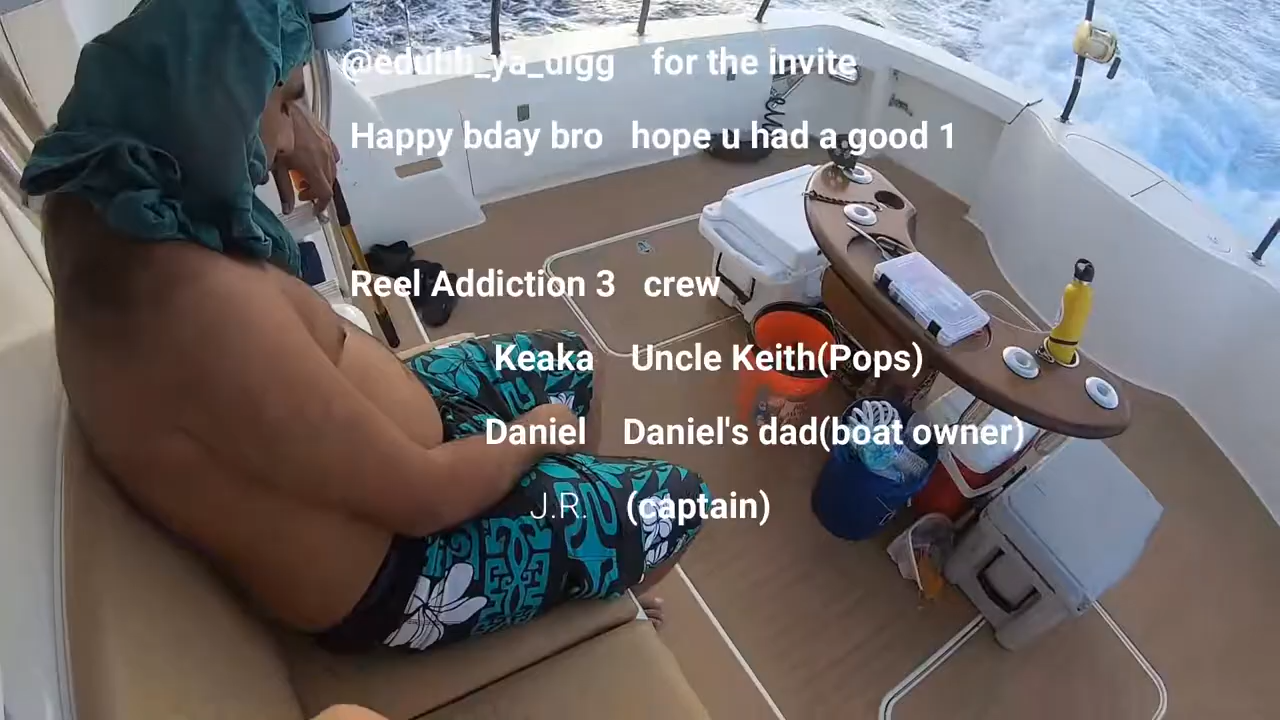 @edubb_ya_digg for the invite
Happy bday bro hope u had a good 1
Reel Addiction 3 crew
Keaka Uncle Keith(Pops)
Daniel Daniel's dad(boat owner)
J.R. (captain)